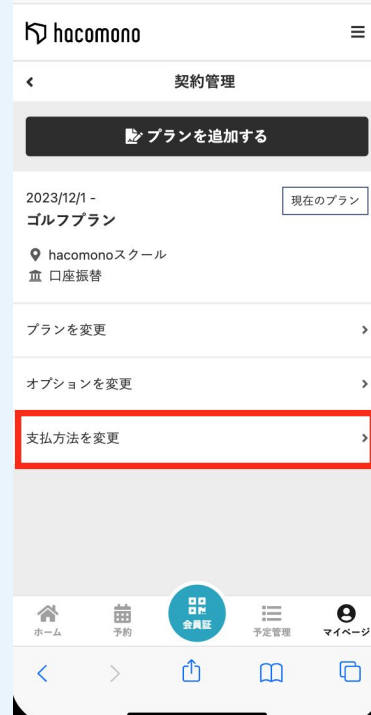 hacomono
契約管理
プランを追加する
2023/12/1 -
現在のプラン
ゴルフプラン
hacomonoスクール
口座振替
プランを変更
オプションを変更
支払方法を変更
ホーム
予約
会員証
予定管理
マイページ